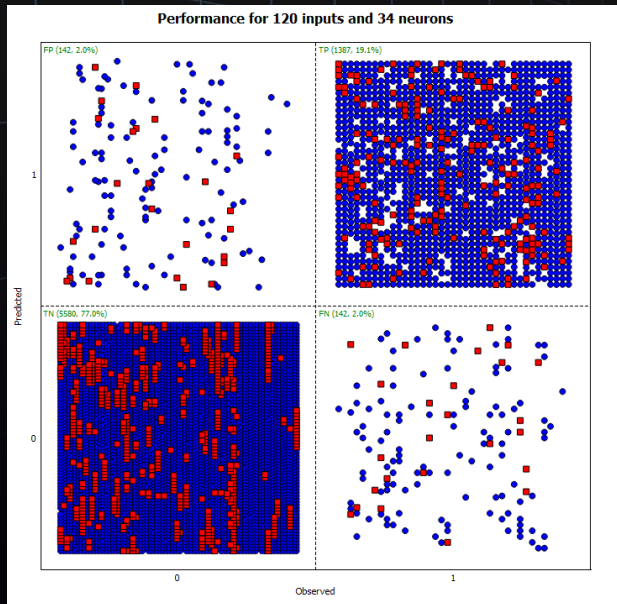 Performance for 120 inputs and 34 neurons
FP (142, 2.0%)
TP (1387, 19.1%)
1
Predicted
TN (5580, 77.0%)
FN (142, 2.0%)
0
0
1
Observed